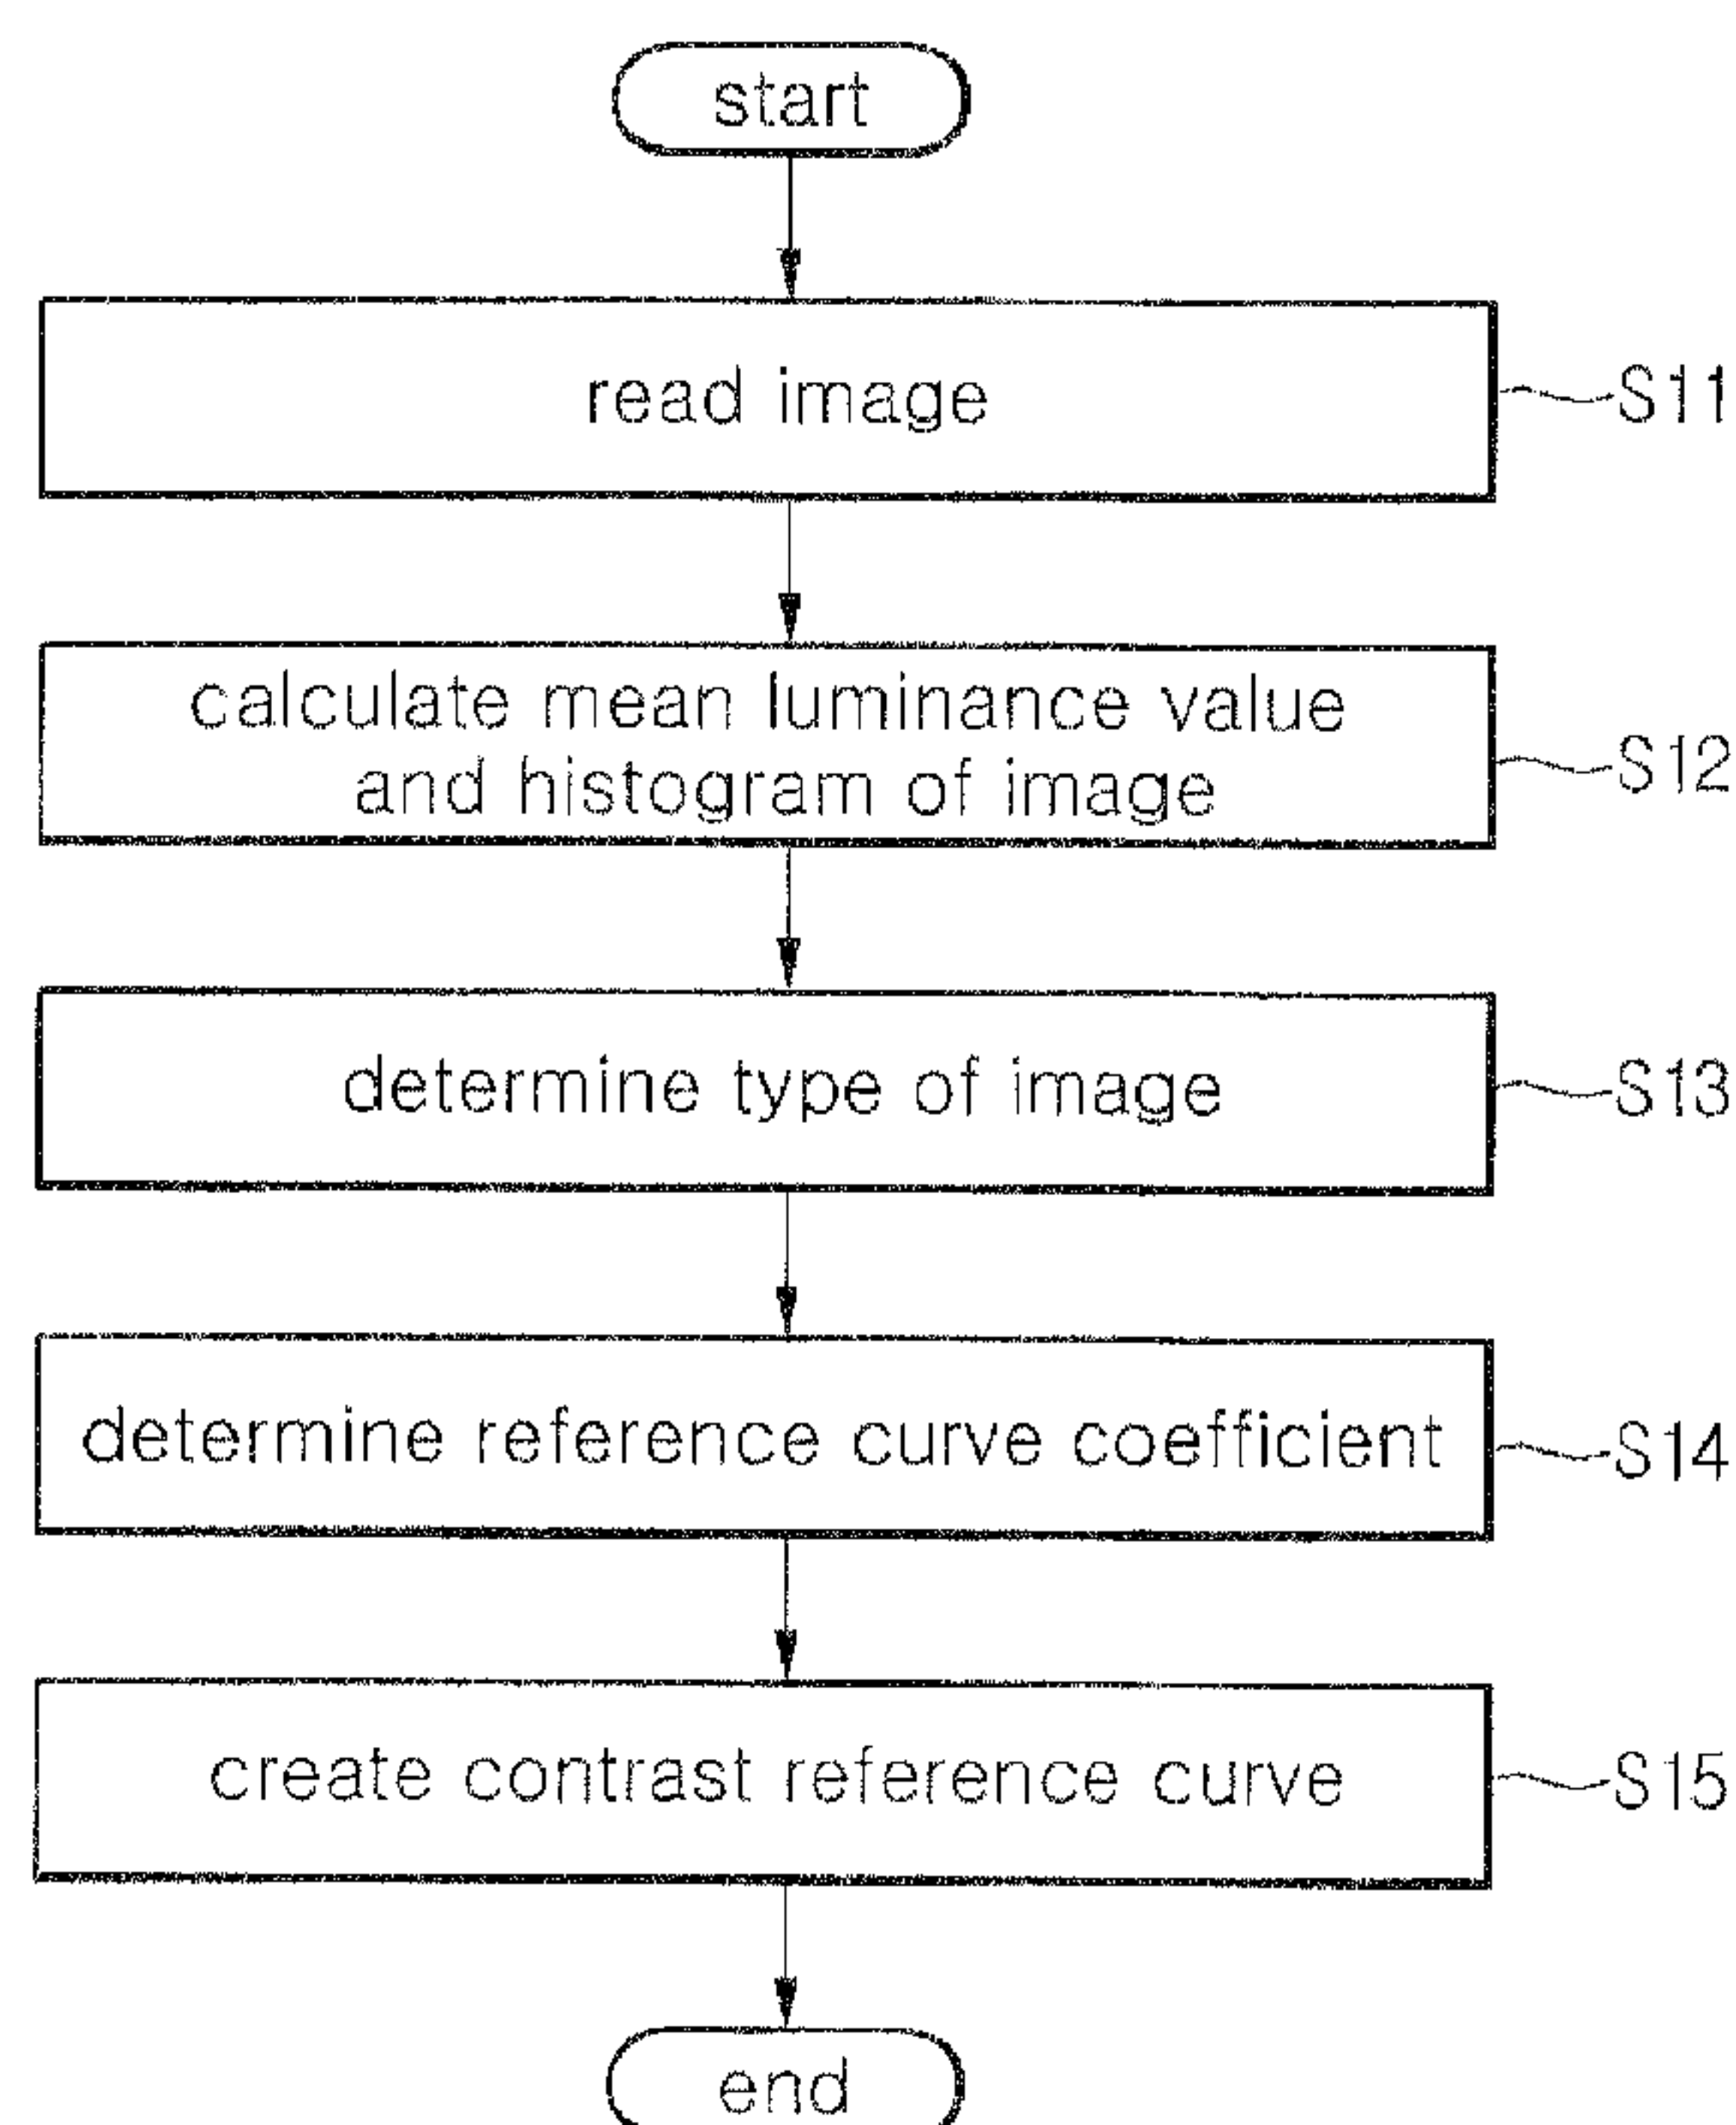 start
read image
S11
calculate mean luminance value
and histogram of image
S12
determine type of image
S13
determine reference curve coefficient
S14
create contrast reference curve
S15
end